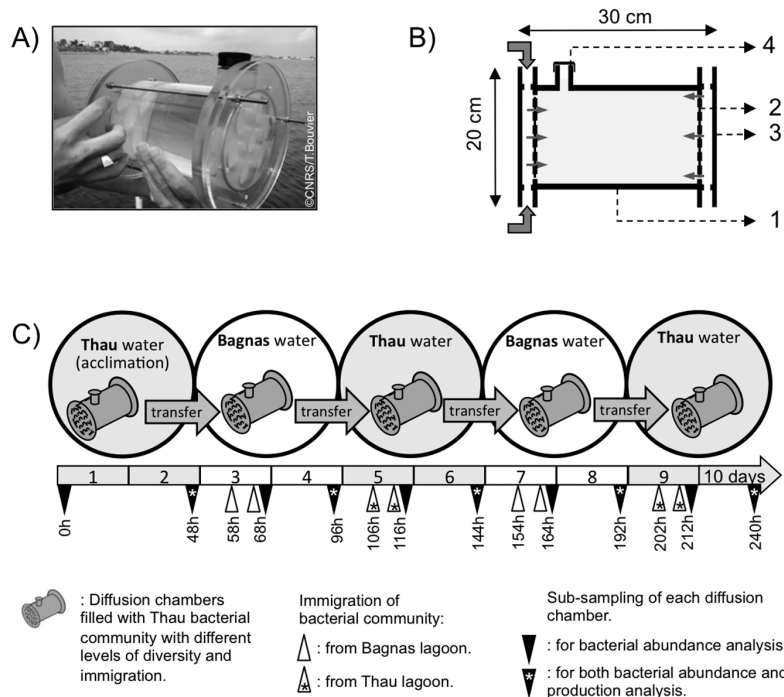 A)
©CNRS/T.Bouvier
B)
30 cm
20 cm
4
2
3
1
C)
Thau water
(acclimation)
Bagnas water
Thau water
Bagnas water
Thau water
transfer
transfer
transfer
transfer
1 2 3 4 5 6 7 8 9 10 days
0h
48h
58h
68h
96h
106h
116h
144h
154h
164h
192h
202h
212h
240h
: Diffusion chambers
filled with Thau bacterial
community with different
levels of diversity and
immigration.
Immigration of
bacterial community:
: from Bagnas lagoon.
: from Thau lagoon.
Sub-sampling of each diffusion
chamber.
: for bacterial abundance analysis
: for both bacterial abundance an
production analysis.